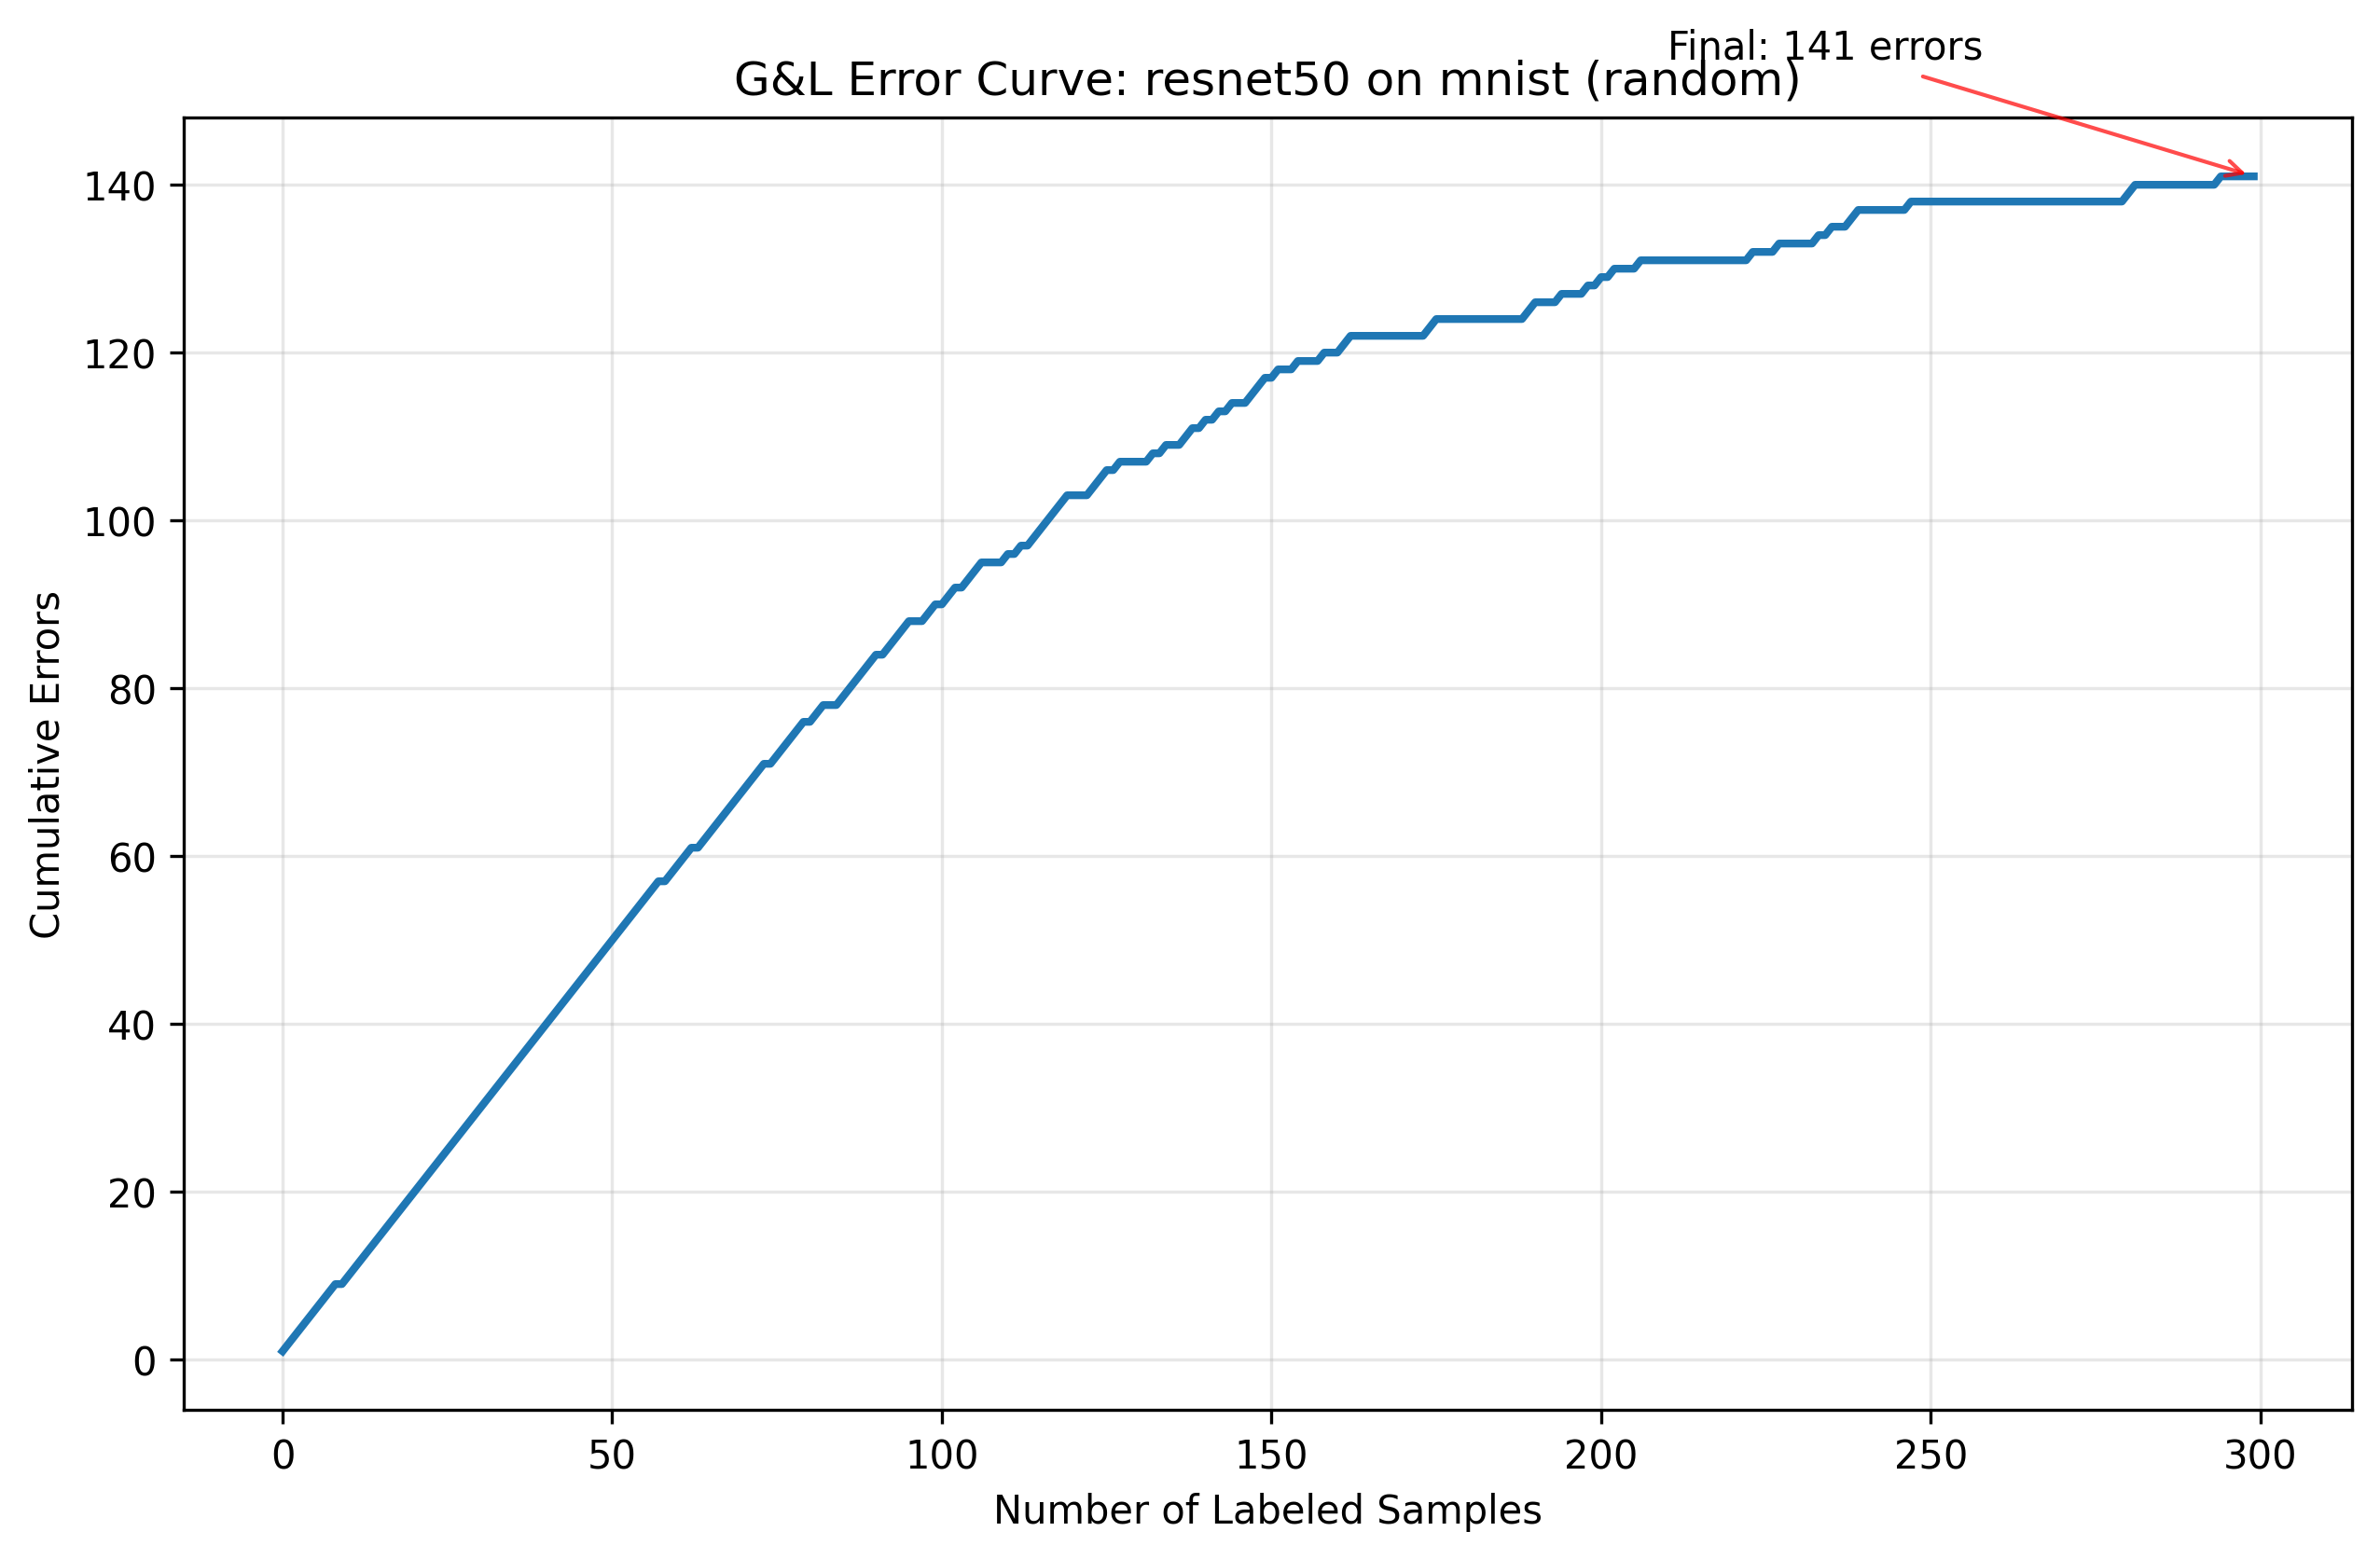 Final: 141 errors
G&L Error Curve: resnet50 on mnist (random)
Cumulative Errors
140
120
100
80
60
40
20
0
0 50 100 150 200 250 300
Number of Labeled Samples